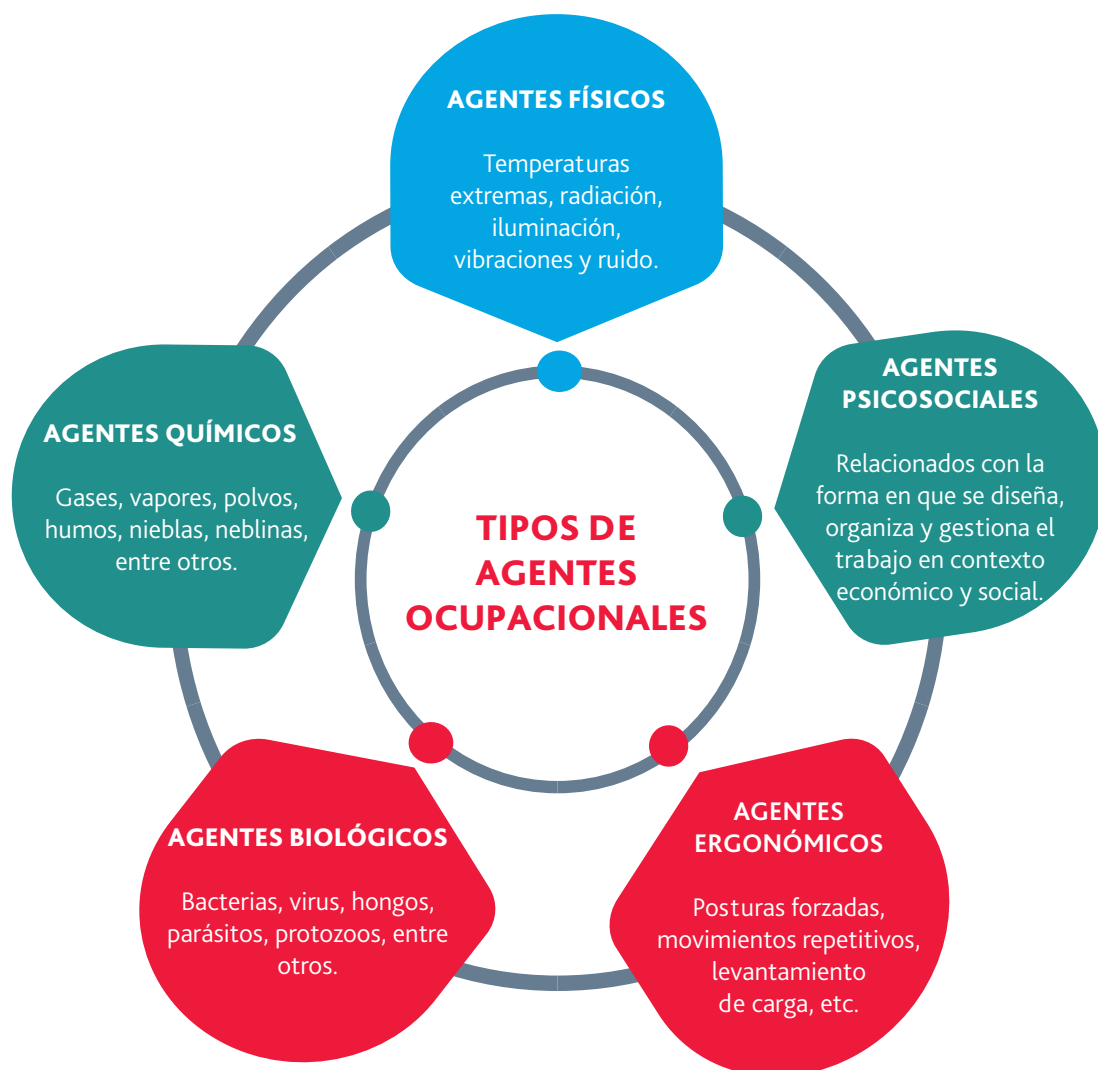 AGENTES FÍSICOS
Temperaturas
extremas, radiación,
iluminación,
vibraciones y ruido.
AGENTES QUÍMICOS
Gases, vapores, polvos,
humos, nieblas, neblinas,
entre otros.
AGENTES
PSICOSOCIALES
Relacionados con la
forma en que se diseña,
organiza y gestiona el
trabajo en contexto
económico y social.
TIPOS DE
AGENTES
OCUPACIONALES
AGENTES BIOLÓGICOS
Bacterias, virus, hongos,
parásitos, protozoos, entre
otros.
AGENTES
ERGONÓMICOS
Posturas forzadas,
movimientos repetitivos,
levantamiento
de carga, etc.